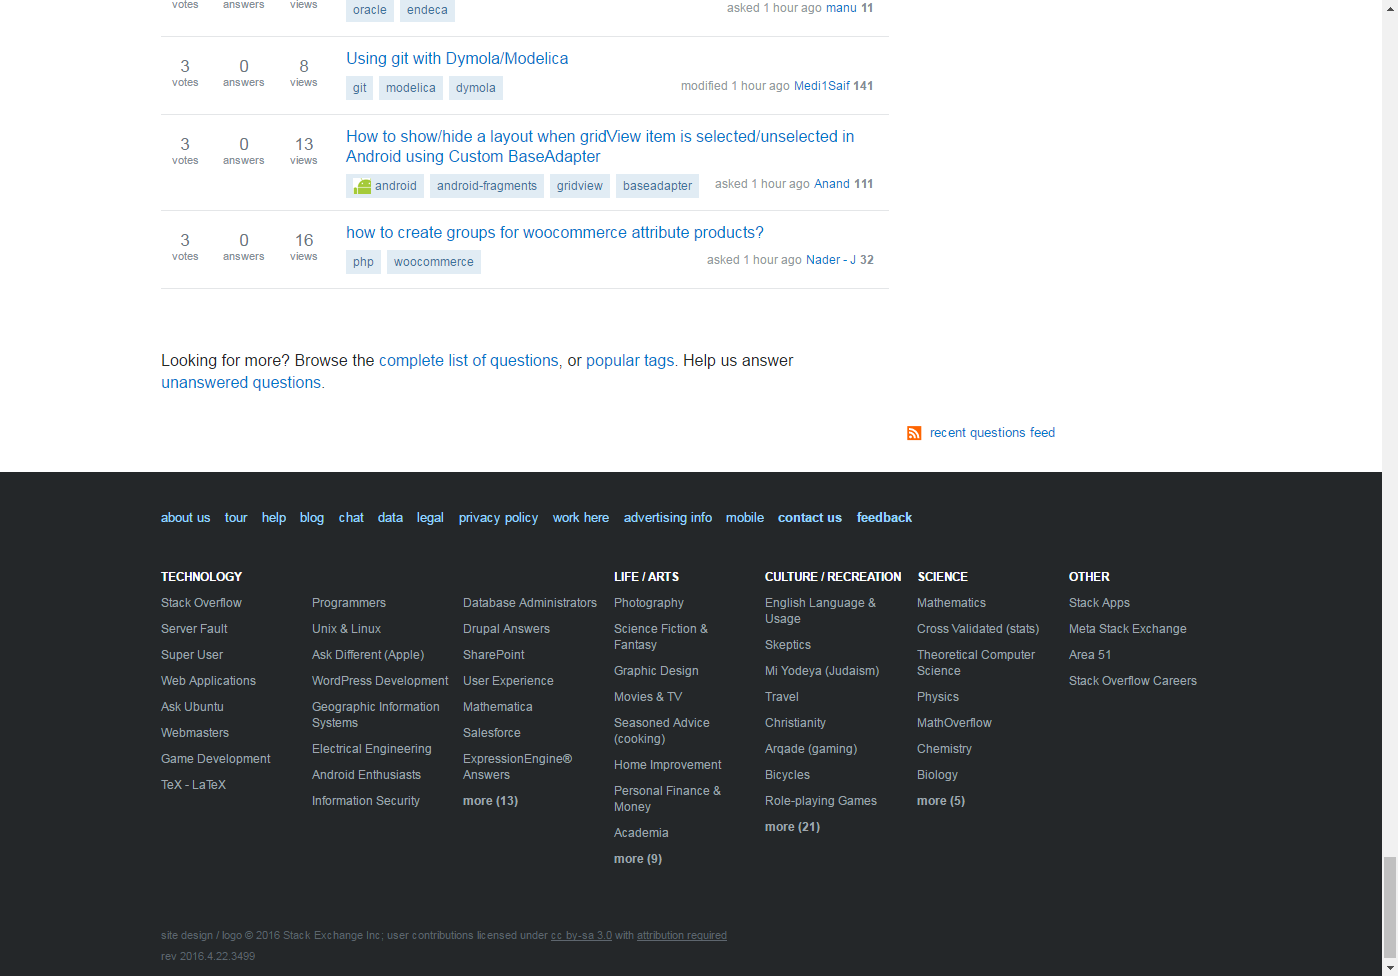 votes answers views
oracle endeca asked 1 hour ago manu 11
3 0 8 Using git with Dymola/Modelica
votes answers views
git modelica dymola modified 1 hour ago Medi1Saif 141
3 0 13 How to show/hide a layout when gridView item is selected/unselected in
votes answers views Android using Custom BaseAdapter
android android-fragments gridview baseadapter asked 1 hour ago Anand 111
3 0 16 how to create groups for woocommerce attribute products?
votes answers views
php woocommerce asked 1 hour ago Nader - J 32
Looking for more? Browse the complete list of questions, or popular tags. Help us answer
unanswered questions.
recent questions feed
about us tour help blog chat data legal privacy policy work here advertising info mobile contact us feedback
TECHNOLOGY
Stack Overflow
Server Fault
Super User
Web Applications
Ask Ubuntu
Webmasters
Game Development
TeX - LaTeX
Programmers
Unix & Linux
Ask Different (Apple)
WordPress Development
Geographic Information
Systems
Electrical Engineering
Android Enthusiasts
Information Security
Database Administrators
Drupal Answers
SharePoint
User Experience
Mathematica
Salesforce
ExpressionEngine®
Answers
more (13)
LIFE / ARTS
Photography
Science Fiction &
Fantasy
Graphic Design
Movies & TV
Seasoned Advice
(cooking)
Home Improvement
Personal Finance &
Money
Academia
more (9)
CULTURE / RECREATION
English Language &
Usage
Skeptics
Mi Yodeya (Judaism)
Travel
Christianity
Arqade (gaming)
Bicycles
Role-playing Games
more (21)
SCIENCE
Mathematics
Cross Validated (stats)
Theoretical Computer
Science
Physics
MathOverflow
Chemistry
Biology
more (5)
OTHER
Stack Apps
Meta Stack Exchange
Area 51
Stack Overflow Careers
site design / logo © 2016 Stack Exchange Inc; user contributions licensed under cc by-sa 3.0 with attribution required
rev 2016.4.22.3499